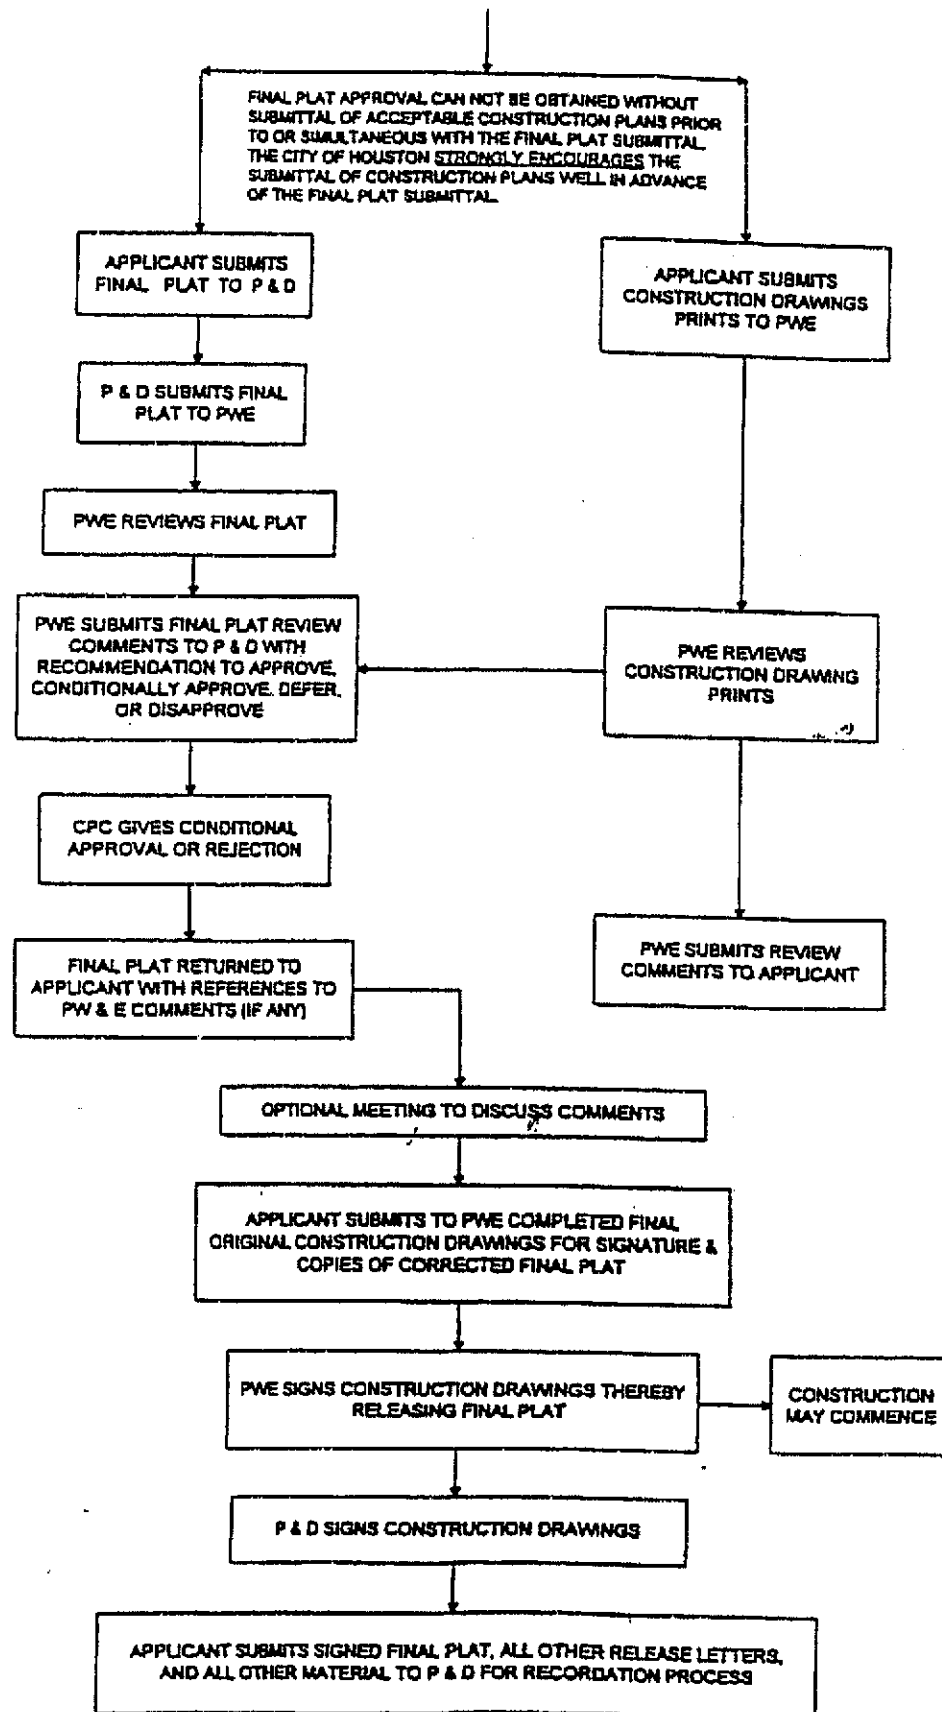 FINAL PLAT APPROVAL CAN NOT BE OBTAINED WITHOUT
SUBMITTAL OF ACCEPTABLE CONSTRUCTION PLANS PRIOR
TO OR SIMULTANEOUS WITH THE FINAL PLAT SUBMITTAL.
THE CITY OF HOUSTON STRONGLY ENCOURAGES THE
SUBMITTAL OF CONSTRUCTION PLANS WELL IN ADVANCE
OF THE FINAL PLAT SUBMITTAL.
APPLICANT SUBMITS
FINAL PLAT TO P & D
APPLICANT SUBMITS
CONSTRUCTION DRAWINGS
PRINTS TO PWE
P & D SUBMITS FINAL
PLAT TO PWE
PWE REVIEWS FINAL PLAT
PWE SUBMITS FINAL PLAT REVIEW
COMMENTS TO P & D WITH
RECOMMENDATION TO APPROVE,
CONDITIONALLY APPROVE, DEFER,
OR DISAPPROVE
PWE REVIEWS
CONSTRUCTION DRAWING
PRINTS
CPC GIVES CONDITIONAL
APPROVAL OR REJECTION
PWE SUBMITS REVIEW
COMMENTS TO APPLICANT
FINAL PLAT RETURNED TO
APPLICANT WITH REFERENCES TO
PW & E COMMENTS (IF ANY)
OPTIONAL MEETING TO DISCUSS COMMENTS
APPLICANT SUBMITS TO PWE COMPLETED FINAL
ORIGINAL CONSTRUCTION DRAWINGS FOR SIGNATURE &
COPIES OF CORRECTED FINAL PLAT
PWE SIGNS CONSTRUCTION DRAWINGS THEREBY
RELEASING FINAL PLAT
CONSTRUCTION
MAY COMMENCE
P & D SIGNS CONSTRUCTION DRAWINGS
APPLICANT SUBMITS SIGNED FINAL PLAT, ALL OTHER RELEASE LETTERS,
AND ALL OTHER MATERIAL TO P & D FOR RECORDATION PROCESS